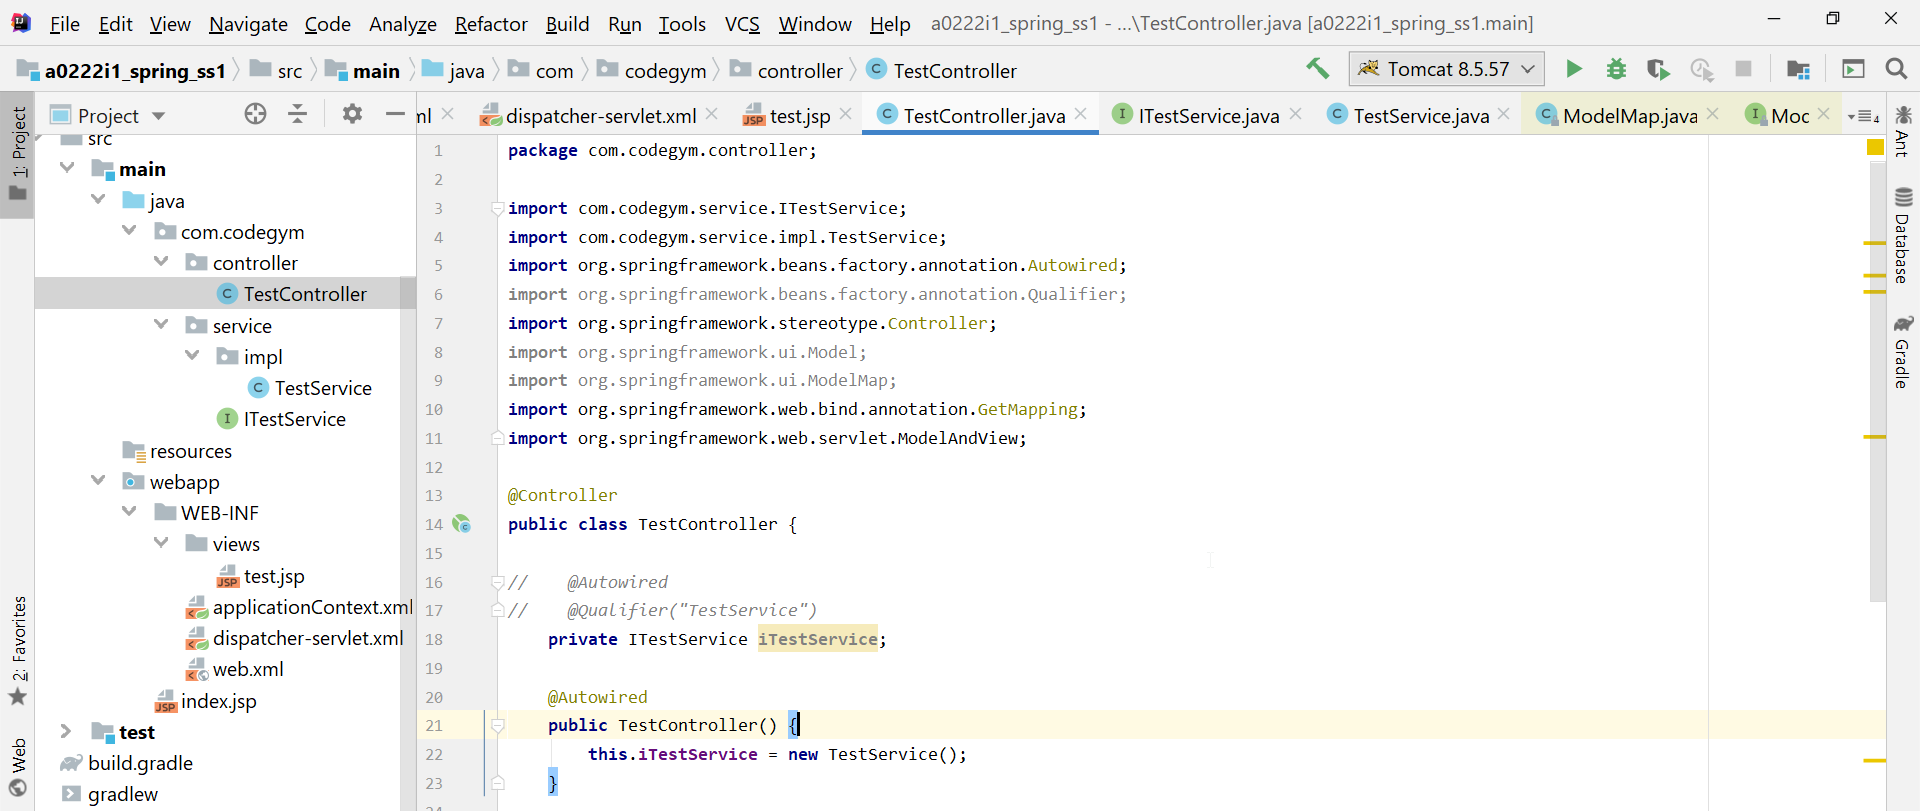 File Edit View Navigate Code Analyze Refactor Build Run Tools VCS Window Help a0222i1_spring_ss1 - ...\TestController.java [a0222i1_spring_ss1.main]
a0222i1_spring_ss1 src main java com codegym controller TestController Tomcat 8.5.57
Project ml dispatcher-servlet.xml test.jsp TestController.java ITestService.java TestService.java ModelMap.java Moc 4
1: Project
2: Favorites
Web
src
main
java
com.codegym
controller
TestController
service
impl
TestService
ITestService
resources
webapp
WEB-INF
views
test.jsp
applicationContext.xml
dispatcher-servlet.xml
web.xml
index.jsp
test
build.gradle
gradlew
1 package com.codegym.controller;
2
3 import com.codegym.service.ITestService;
4 import com.codegym.service.impl.TestService;
5 import org.springframework.beans.factory.annotation.Autowired;
6 import org.springframework.beans.factory.annotation.Qualifier;
7 import org.springframework.stereotype.Controller;
8 import org.springframework.ui.Model;
9 import org.springframework.ui.ModelMap;
10 import org.springframework.web.bind.annotation.GetMapping;
11 import org.springframework.web.servlet.ModelAndView;
12
13 @Controller
14 public class TestController {
15
16 //    @Autowired
17 //    @Qualifier("TestService")
18     private ITestService iTestService;
19
20     @Autowired
21     public TestController() {
22         this.iTestService = new TestService();
23     }
24
Ant
Database
Gradle